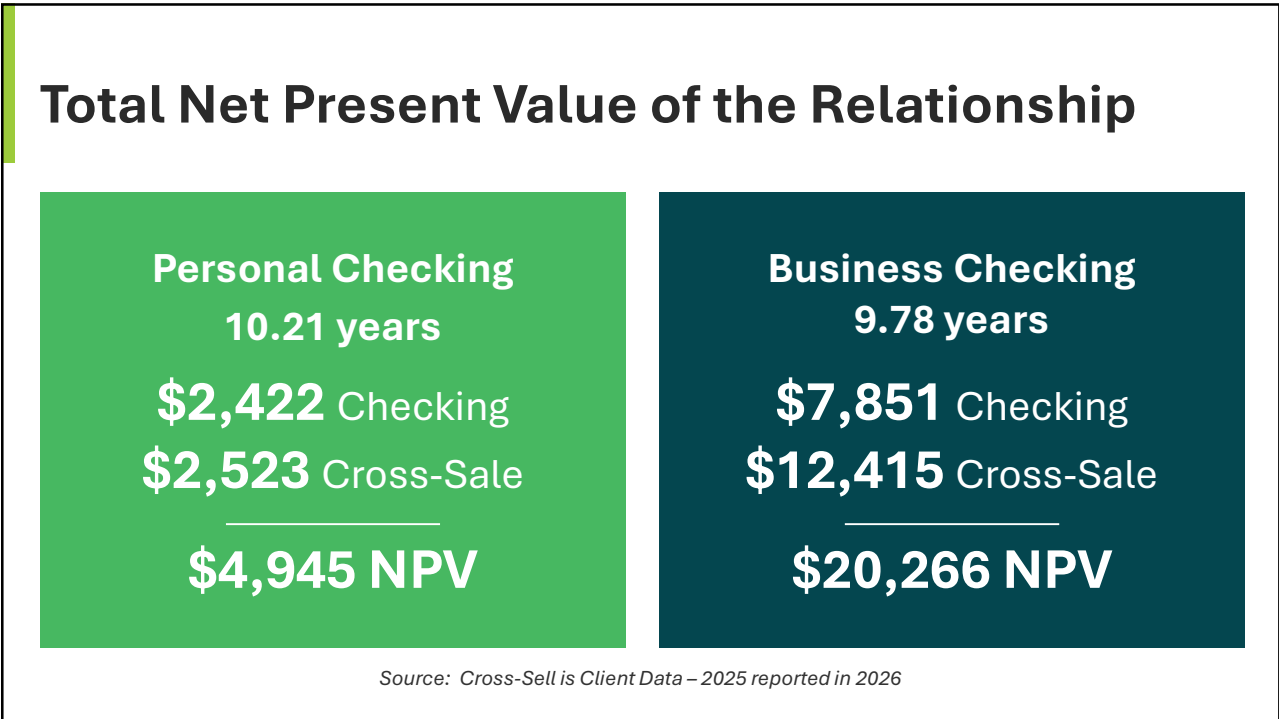 Total Net Present Value of the Relationship
Personal Checking
10.21 years
$2,422 Checking
$2,523 Cross-Sale
$4,945 NPV
Business Checking
9.78 years
$7,851 Checking
$12,415 Cross-Sale
$20,266 NPV
Source:  Cross-Sell is Client Data – 2025 reported in 2026